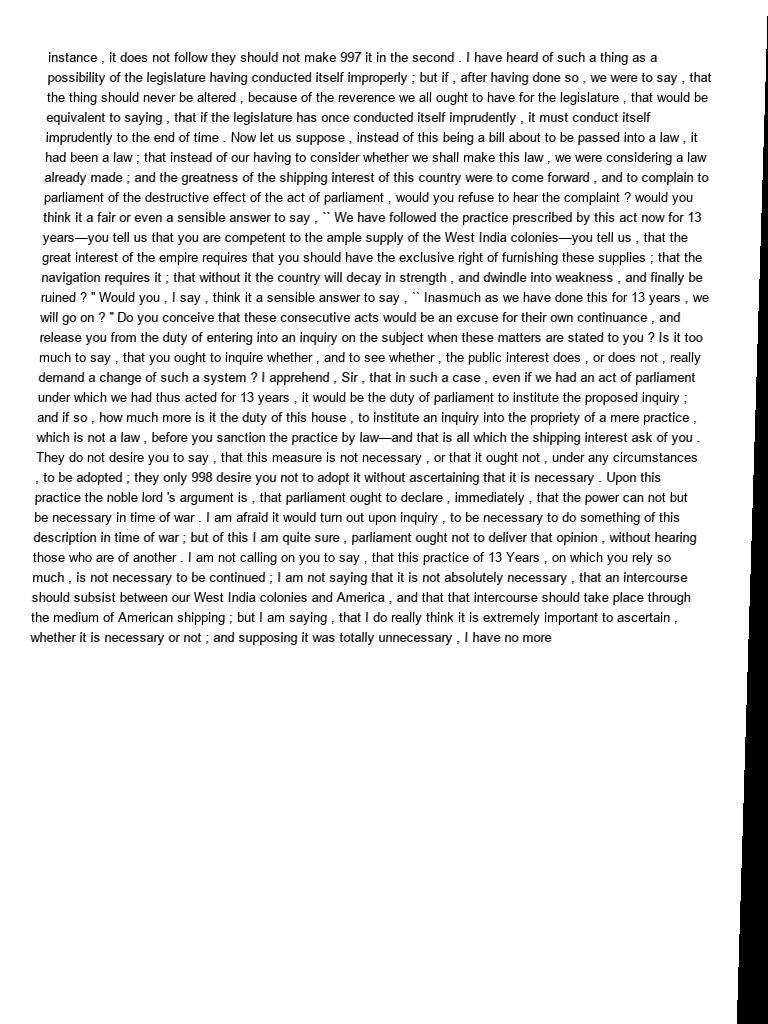 instance , it does not follow they should not make 997 it in the second . I have heard of such a thing as a
possibility of the legislature having conducted itself improperly ; but if , after having done so , we were to say , that
the thing should never be altered , because of the reverence we all ought to have for the legislature , that would be
equivalent to saying , that if the legislature has once conducted itself imprudently , it must conduct itself
imprudently to the end of time . Now let us suppose , instead of this being a bill about to be passed into a law , it
had been a law ; that instead of our having to consider whether we shall make this law , we were considering a law
already made ; and the greatness of the shipping interest of this country were to come forward , and to complain to
parliament of the destructive effect of the act of parliament , would you refuse to hear the complaint ? would you
think it a fair or even a sensible answer to say , `` We have followed the practice prescribed by this act now for 13
years—you tell us that you are competent to the ample supply of the West India colonies—you tell us , that the
great interest of the empire requires that you should have the exclusive right of furnishing these supplies ; that the
navigation requires it ; that without it the country will decay in strength , and dwindle into weakness , and finally be
ruined ? " Would you , I say , think it a sensible answer to say , `` Inasmuch as we have done this for 13 years , we
will go on ? " Do you conceive that these consecutive acts would be an excuse for their own continuance , and
release you from the duty of entering into an inquiry on the subject when these matters are stated to you ? Is it too
much to say , that you ought to inquire whether , and to see whether , the public interest does , or does not , really
demand a change of such a system ? I apprehend , Sir , that in such a case , even if we had an act of parliament
under which we had thus acted for 13 years , it would be the duty of parliament to institute the proposed inquiry ;
and if so , how much more is it the duty of this house , to institute an inquiry into the propriety of a mere practice ,
which is not a law , before you sanction the practice by law—and that is all which the shipping interest ask of you .
They do not desire you to say , that this measure is not necessary , or that it ought not , under any circumstances
, to be adopted ; they only 998 desire you not to adopt it without ascertaining that it is necessary . Upon this
practice the noble lord 's argument is , that parliament ought to declare , immediately , that the power can not but
be necessary in time of war . I am afraid it would turn out upon inquiry , to be necessary to do something of this
description in time of war ; but of this I am quite sure , parliament ought not to deliver that opinion , without hearing
those who are of another . I am not calling on you to say , that this practice of 13 Years , on which you rely so
much , is not necessary to be continued ; I am not saying that it is not absolutely necessary , that an intercourse
should subsist between our West India colonies and America , and that that intercourse should take place through
the medium of American shipping ; but I am saying , that I do really think it is extremely important to ascertain ,
whether it is necessary or not ; and supposing it was totally unnecessary , I have no more